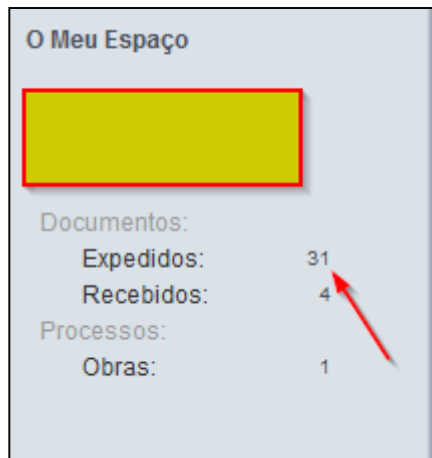 O Meu Espaço
Documentos:
Expedidos: 31
Recebidos: 4
Processos:
Obras: 1